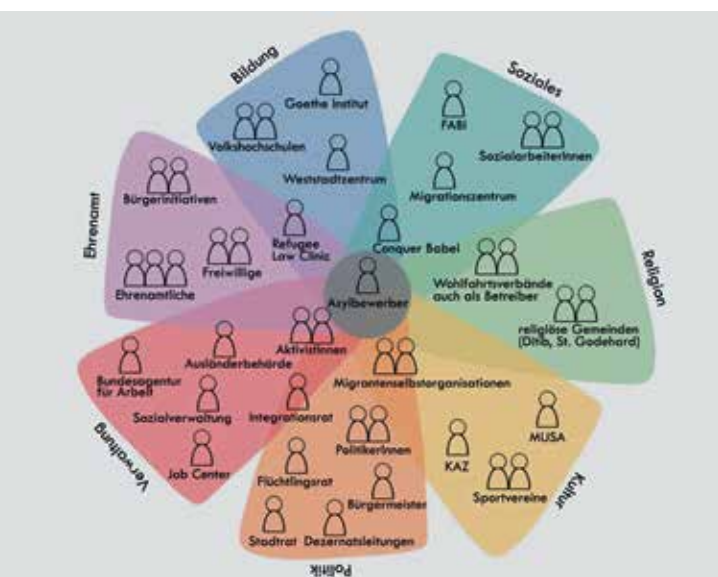 Bildung
Goethe Institut
Volkshochschulen
Weststadtzentrum
Refugee
Law Clinic
Soziales
FABI
SozialarbeiterInnen
Migrationszentrum
Conquer Babel
Religion
Wohlfahrtsverbände
auch als Betreiber
religiöse Gemeinden
(Ditib, St. Godehard)
Kultur
MUSA
KAZ
Sportvereine
Migrantenselbstorganisationen
Politik
PolitikerInnen
Flüchtlingsrat
Bürgermeister
Stadtrat
Dezernatsleitungen
Verwaltung
AktivistInnen
Ausländerbehörde
Bundesagentur
für Arbeit
Sozialverwaltung
Integrationsrat
Job Center
Ehrenamt
Bürgerinitiativen
Freiwillige
Ehrenamtliche
Asylbewerber